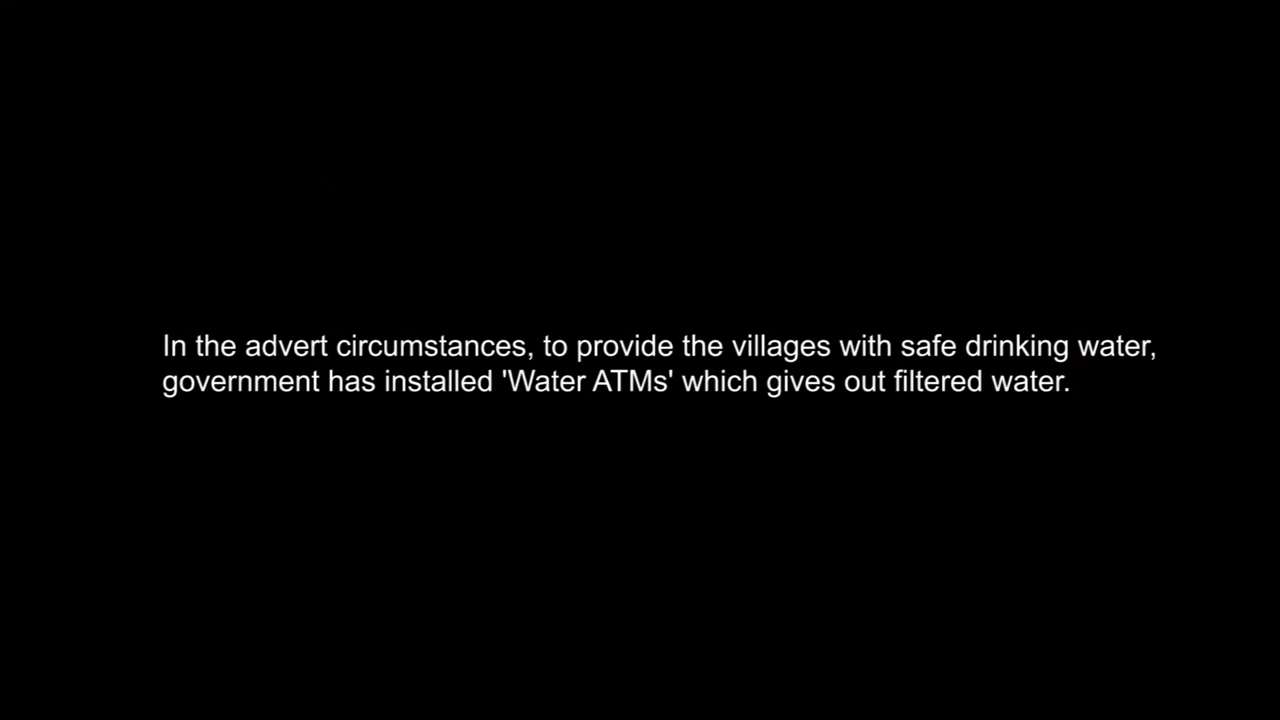 In the advert circumstances, to provide the villages with safe drinking water,
government has installed 'Water ATMs' which gives out filtered water.